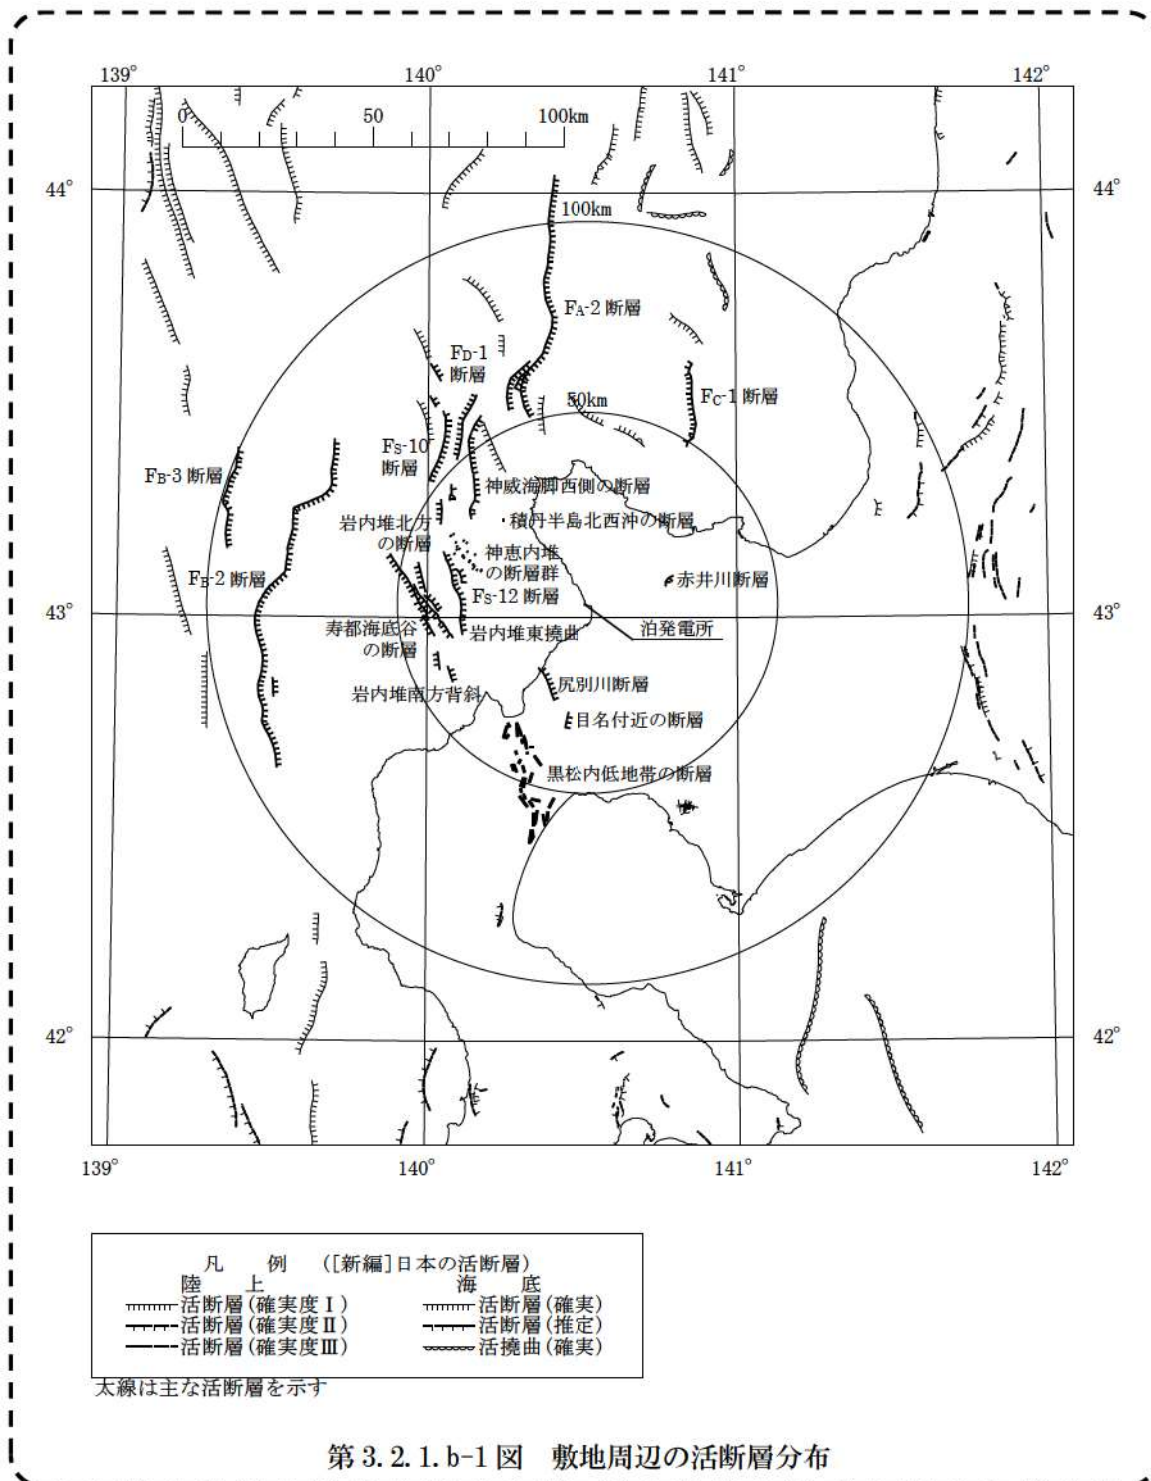 139°
140°
141°
142°
0
50
100km
44°
44°
100km
FA-2 断層
FD-1
断層
50km
FC-1 断層
FS-10
断層
FB-3 断層
神威海脚西側の断層
岩内堆北方
の断層
積丹半島北西沖の断層
神恵内堆
の断層群
FB-2 断層
赤井川断層
FS-12 断層
43°
43°
寿都海底谷
の断層
岩内堆東撓曲
泊発電所
岩内堆南方背斜
尻別川断層
目名付近の断層
黒松内低地帯の断層
42°
42°
139°
140°
141°
142°
凡 例 ([新編]日本の活断層)
陸 上 海 底
活断層(確実度Ⅰ) 活断層(確実)
活断層(確実度Ⅱ) 活断層(推定)
活断層(確実度Ⅲ) 活撓曲(確実)
太線は主な活断層を示す
第 3.2.1.b-1 図 敷地周辺の活断層分布